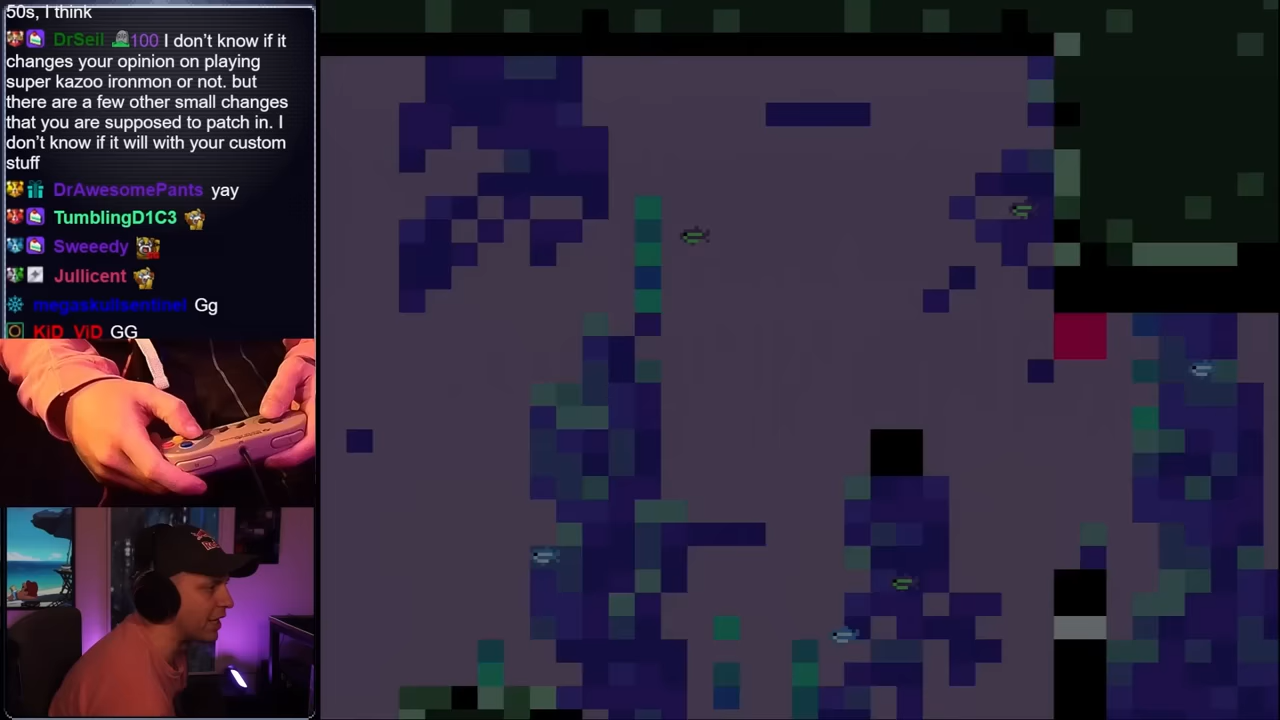 50s, I think
DrSeil 100 I don't know if it
changes your opinion on playing
super kazoo ironmon or not. but
there are a few other small changes
that you are supposed to patch in. I
don't know if it will with your custom
stuff
DrAwesomePants yay
TumblingD1C3
Sweeedy
Jullicent
megaskullsentinel Gg
KiD_ViD GG